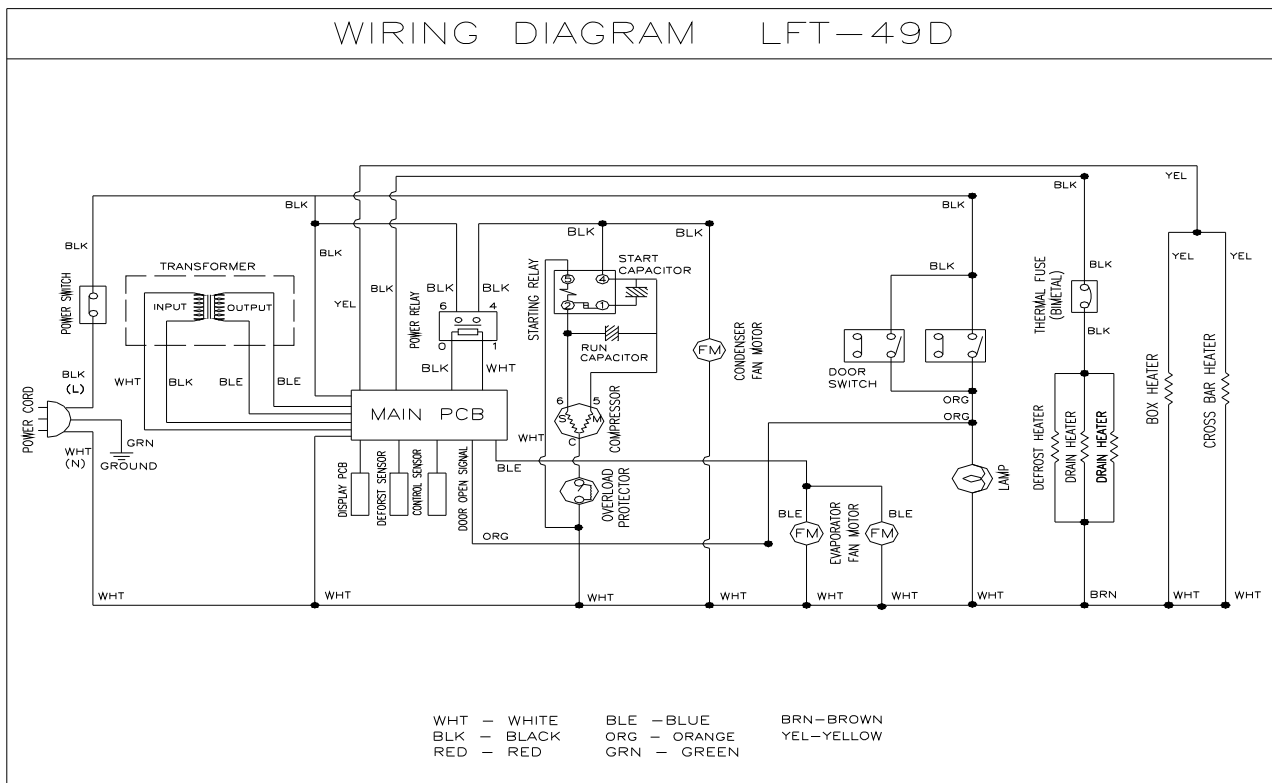 WIRING DIAGRAM LFT-49D
YEL
BLK
BLK
BLK
BLK
BLK
BLK
BLK
BLK
TRANSFORMER
INPUT
OUTPUT
POWER SWITCH
YEL
BLK
POWER RELAY
BLK
BLK
6
4
0
1
BLK
WHT
STARTING RELAY
5
4
2
1
START
CAPACITOR
RUN
CAPACITOR
BLK
THERMAL FUSE
(BIMETAL)
BLK
BLK
YEL
YEL
FM
CONDENSER
FAN MOTOR
DOOR
SWITCH
ORG
ORG
BOX HEATER
CROSS BAR HEATER
BLK
(L)
WHT
BLK
BLE
BLE
POWER CORD
WHT
(N)
GRN
GROUND
MAIN PCB
6
5
S
M
C
COMPRESSOR
WHT
BLE
DISPLAY PCB
DEFORST SENSOR
CONTROL SENSOR
DOOR OPEN SIGNAL
ORG
OVERLOAD
PROTECTOR
BLE
BLE
FM
FM
EVAPORATOR
FAN MOTOR
LAMP
DEFROST HEATER
DRAIN HEATER
DRAIN HEATER
WHT
WHT
WHT
WHT
WHT
WHT
WHT
BRN
WHT
WHT
WHT - WHITE
BLE -BLUE
BRN-BROWN
BLK - BLACK
ORG - ORANGE
YEL-YELLOW
RED - RED
GRN - GREEN